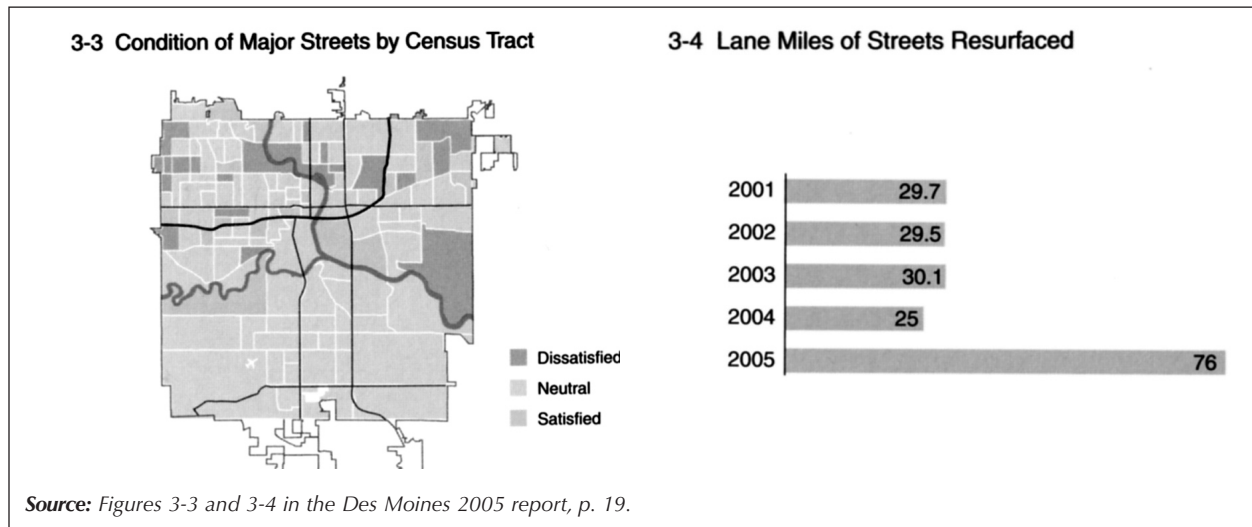 3-3 Condition of Major Streets by Census Tract
Dissatisfied
Neutral
Satisfied
3-4 Lane Miles of Streets Resurfaced
2001 29.7
2002 29.5
2003 30.1
2004 25
2005 76
Source: Figures 3-3 and 3-4 in the Des Moines 2005 report, p. 19.